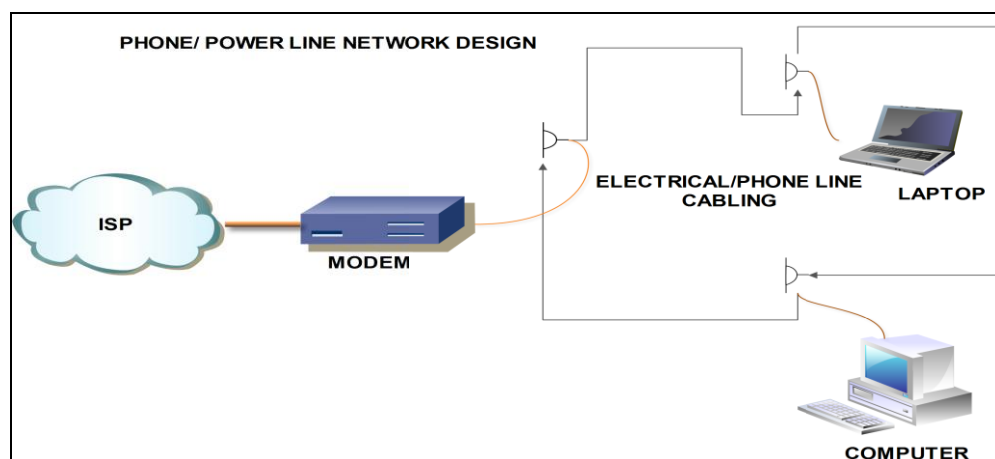 PHONE/ POWER LINE NETWORK DESIGN
ISP
MODEM
ELECTRICAL/PHONE LINE
CABLING
LAPTOP
COMPUTER